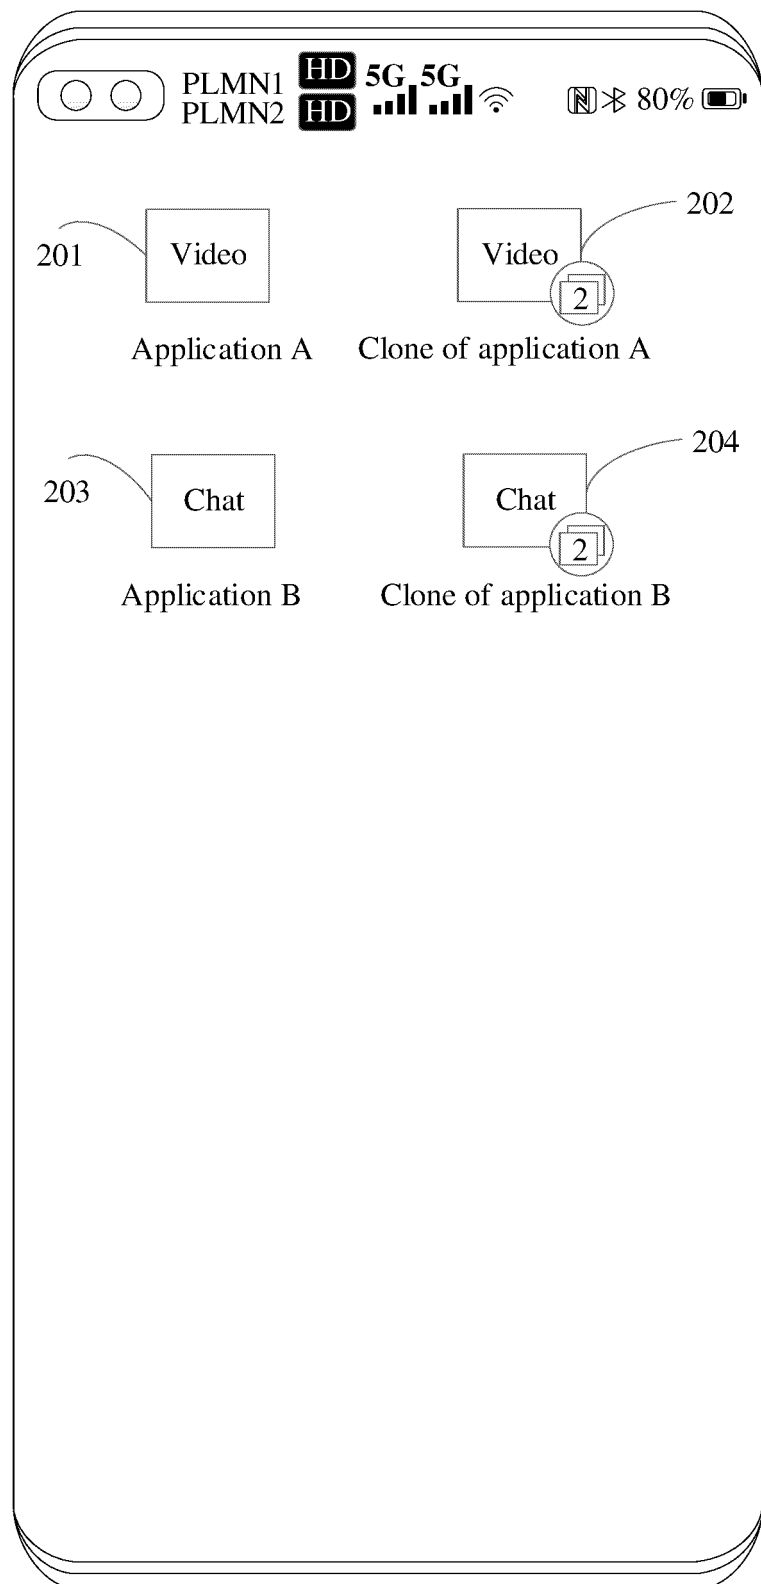 PLMN1 HD 5G 5G
PLMN2 HD
80%
201 Video Video 202
2
Application A Clone of application A
203 Chat Chat 204
2
Application B Clone of application B